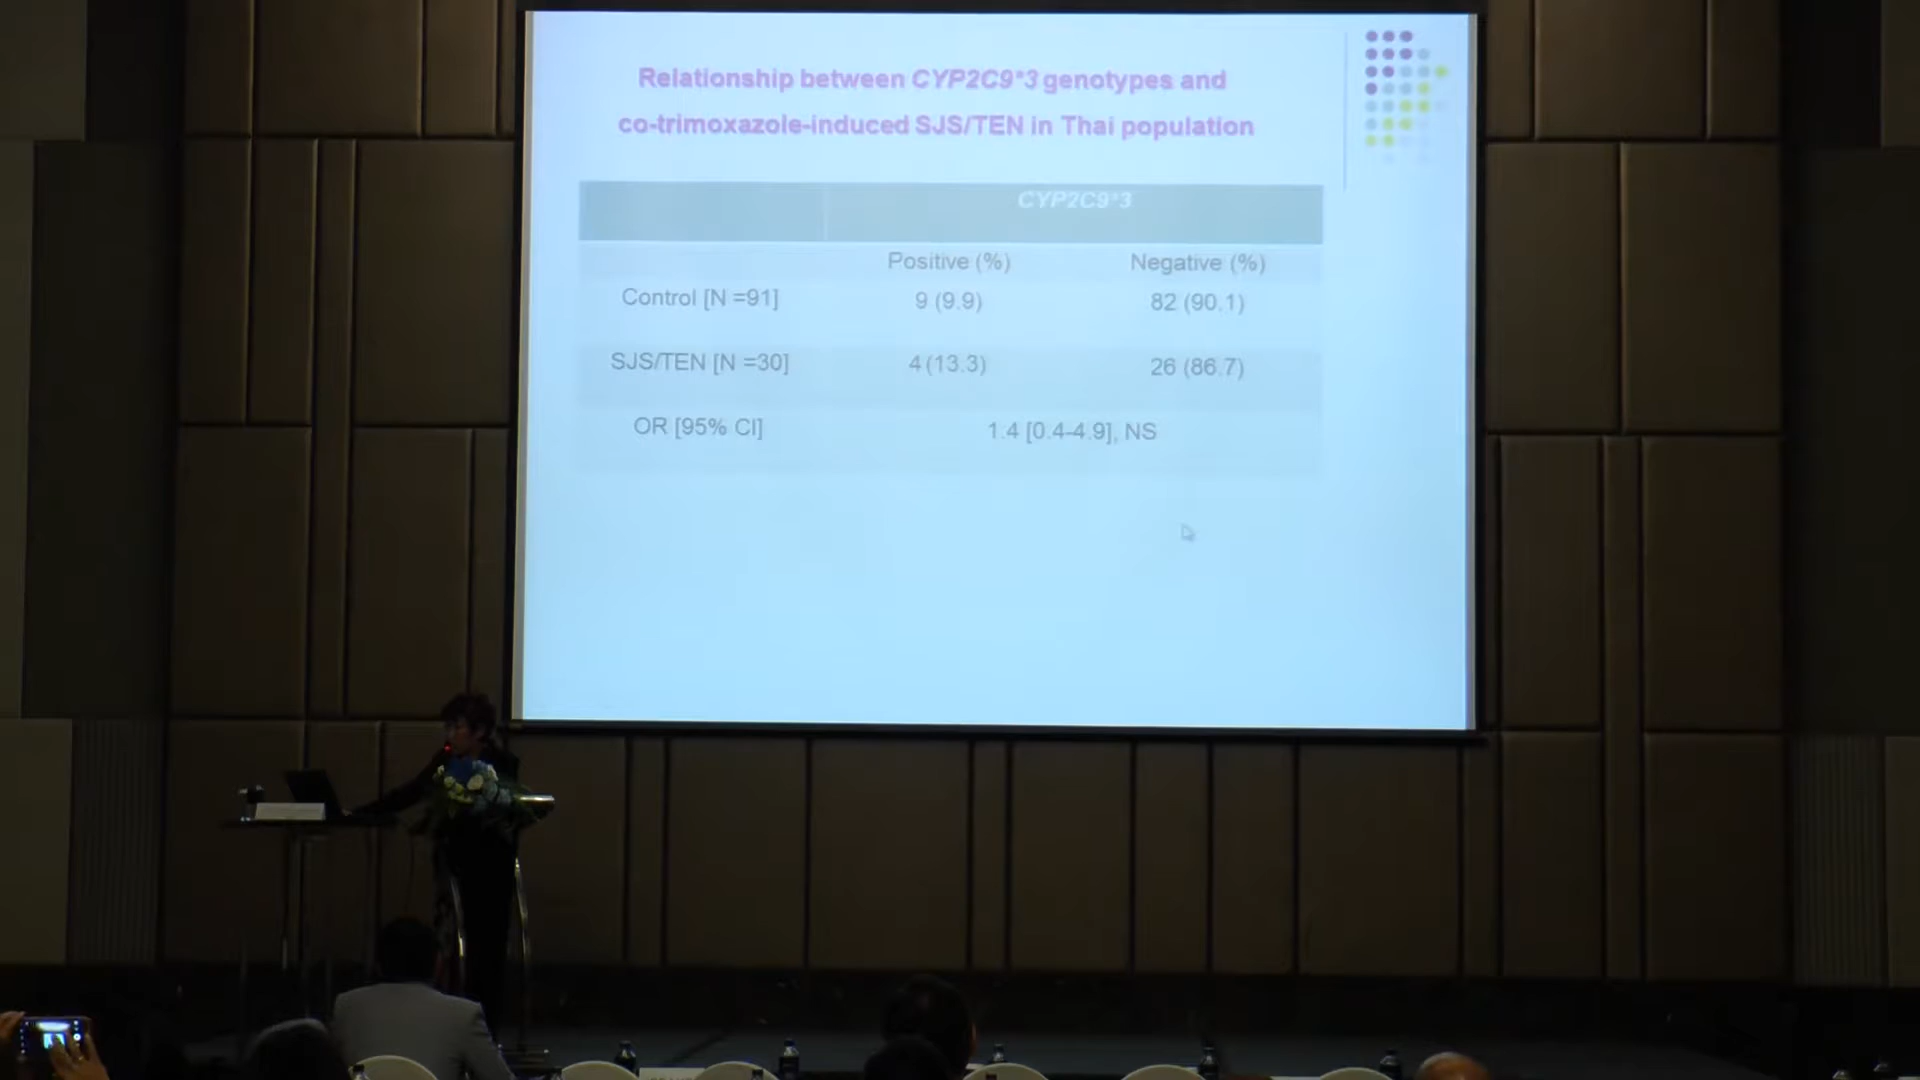 Relationship between CYP2C9*3 genotypes and
co-trimoxazole-induced SJS/TEN in Thai population
CYP2C9*3
Positive (%) Negative (%)
Control [N =91] 9 (9.9) 82 (90.1)
SJS/TEN [N =30] 4 (13.3) 26 (86.7)
OR [95% CI] 1.4 [0.4-4.9], NS